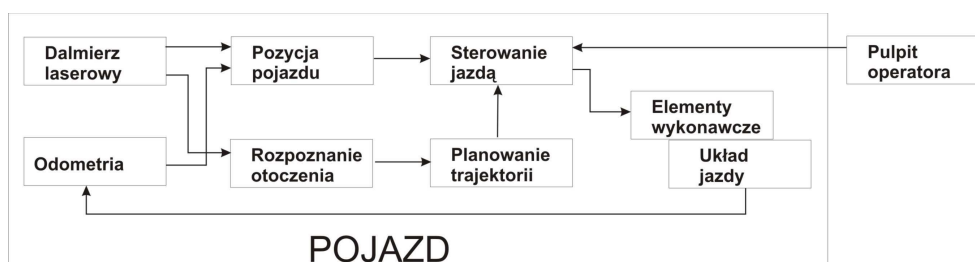 Dalmierz
laserowy
Pozycja
pojazdu
Sterowanie
jazdą
Pulpit
operatora
Elementy
wykonawcze
Odometria
Rozpoznanie
otoczenia
Planowanie
trajektorii
Układ
jazdy
POJAZD